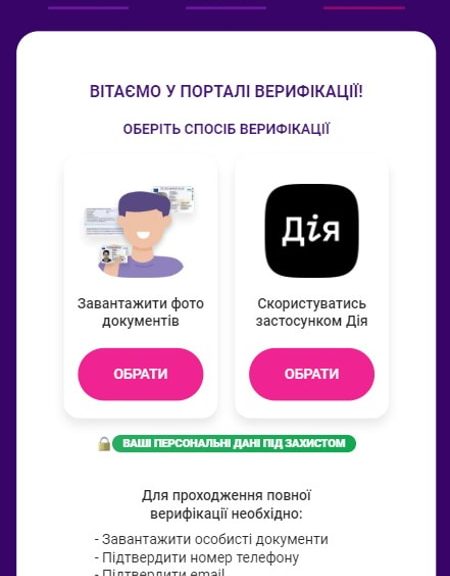 ВІТАЄМО У ПОРТАЛІ ВЕРИФІКАЦІЇ!
ОБЕРІТЬ СПОСІБ ВЕРИФІКАЦІЇ
Завантажити фото
документів
ОБРАТИ
Дія
Скористуватись
застосунком Дія
ОБРАТИ
ВАШІ ПЕРСОНАЛЬНІ ДАНІ ПІД ЗАХИСТОМ
Для проходження повної
верифікації необхідно:
- Завантажити особисті документи
- Підтвердити номер телефону
- Підтвердити email